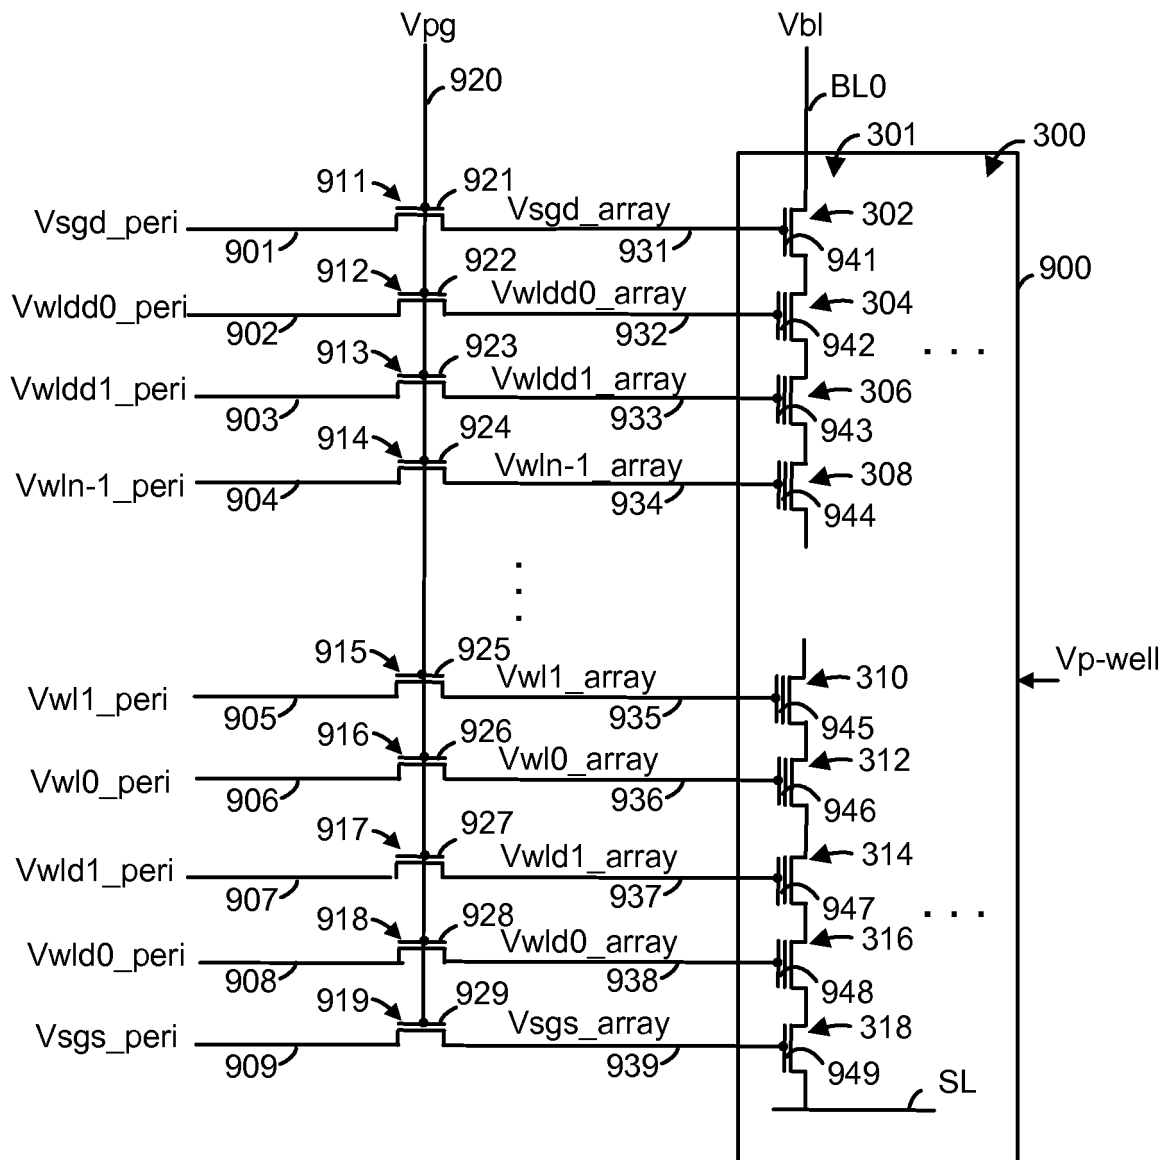 Vpg
Vbl
920
BL0
301
300
911
921
Vsgd_peri
Vsgd_array
302
901
931
941
900
912
922
Vwldd0_peri
Vwldd0_array
304
902
932
942
. . .
913
923
Vwldd1_peri
Vwldd1_array
306
903
933
943
914
924
Vwln-1_peri
Vwln-1_array
308
904
934
944
915
925
Vwl1_peri
Vwl1_array
310
Vp-well
905
935
945
916
926
Vwl0_peri
Vwl0_array
312
906
936
946
917
927
Vwld1_peri
Vwld1_array
314
907
937
947
. . .
918
928
Vwld0_peri
Vwld0_array
316
908
938
948
919
929
Vsgs_peri
Vsgs_array
318
909
939
949
SL